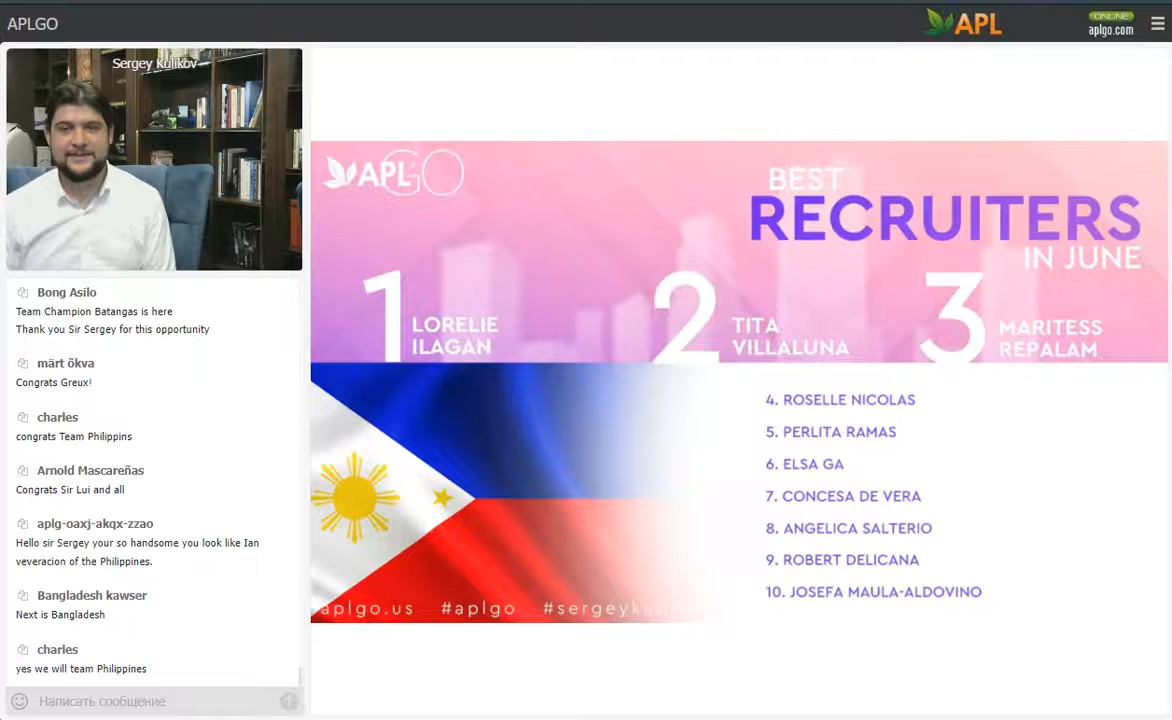 APLGO
APL
ONLINE
aplgo.com
Sergey Kulikov
Bong Asilo
Team Champion Batangas is here
Thank you Sir Sergey for this opportunity
märt õkva
Congrats Greux!
charles
congrats Team Philippins
Arnold Mascareñas
Congrats Sir Lui and all
aplg-oaxj-akqx-zzao
Hello sir Sergey your so handsome you look like Ian
veveracion of the Philippines.
Bangladesh kawser
Next is Bangladesh
charles
yes we will team Philippines
Написать сообщение
APLGO
BEST
RECRUITERS
IN JUNE
1 LORELIE
ILAGAN
2 TITA
VILLALUNA
3 MARITESS
REPALAM
4. ROSELLE NICOLAS
5. PERLITA RAMAS
6. ELSA GA
7. CONCESA DE VERA
8. ANGELICA SALTERIO
9. ROBERT DELICANA
10. JOSEFA MAULA-ALDOVINO
aplgo.us #aplgo